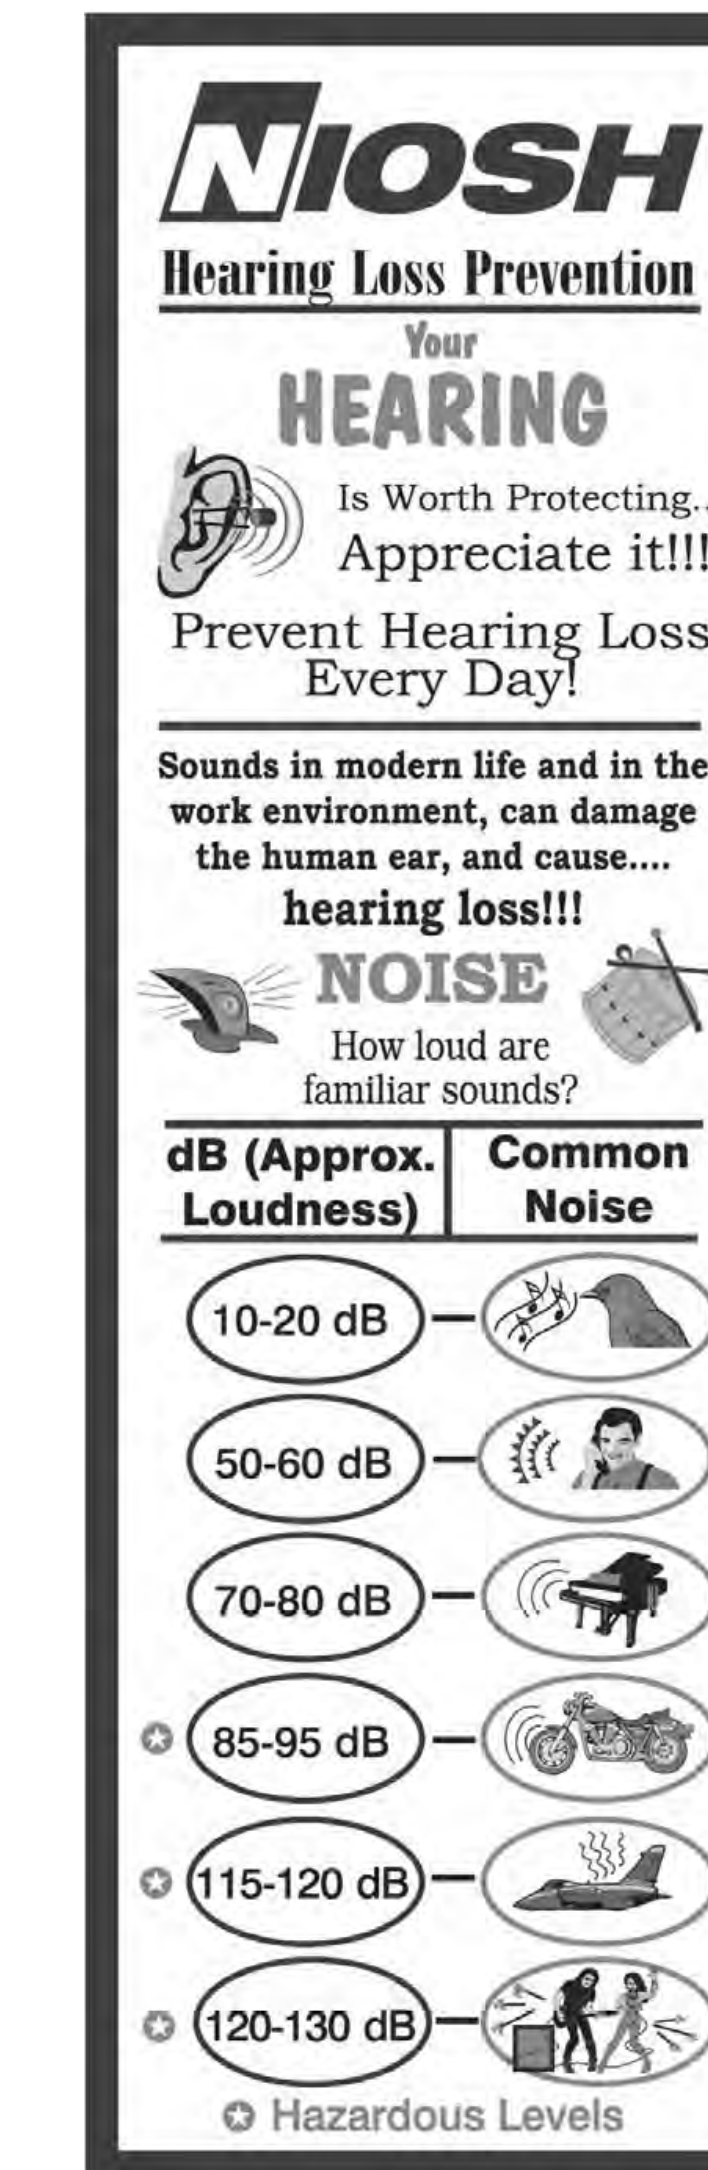 NIOSH
Hearing Loss Prevention
Your
HEARING
Is Worth Protecting..
Appreciate it!!!
Prevent Hearing Loss
Every Day!
Sounds in modern life and in the
work environment, can damage
the human ear, and cause....
hearing loss!!!
NOISE
How loud are
familiar sounds?
dB (Approx. Common
Loudness) Noise
10-20 dB
50-60 dB
70-80 dB
85-95 dB
115-120 dB
120-130 dB
Hazardous Levels